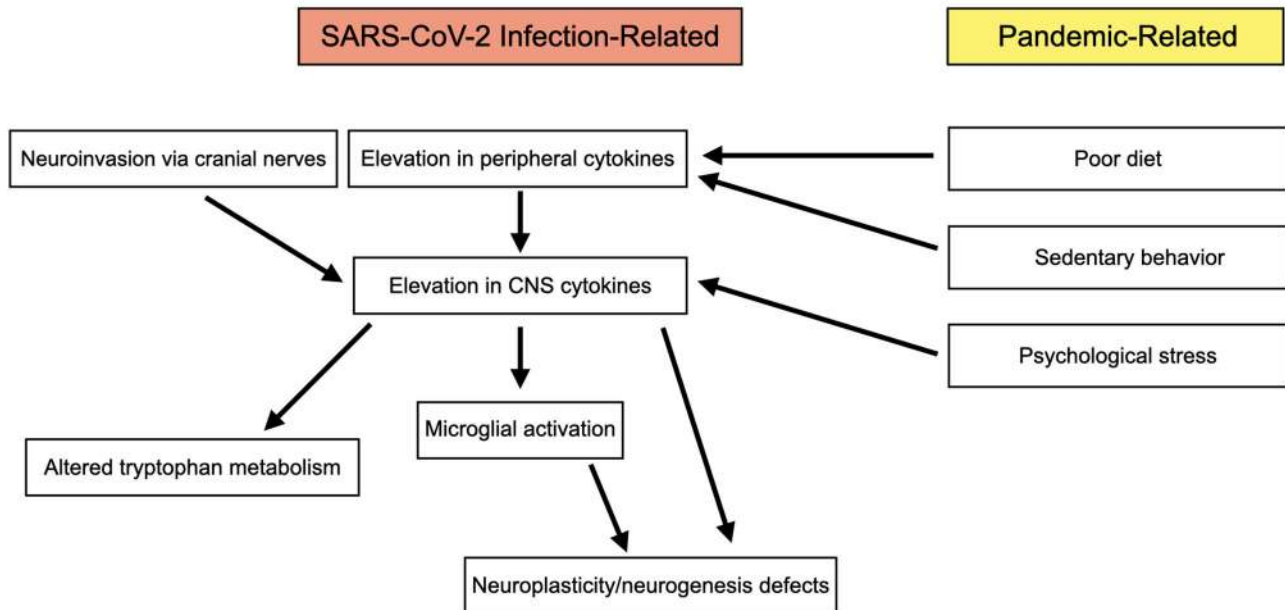 SARS-CoV-2 Infection-Related
Pandemic-Related
Neuroinvasion via cranial nerves
Elevation in peripheral cytokines
Poor diet
Sedentary behavior
Elevation in CNS cytokines
Psychological stress
Microglial activation
Altered tryptophan metabolism
Neuroplasticity/neurogenesis defects